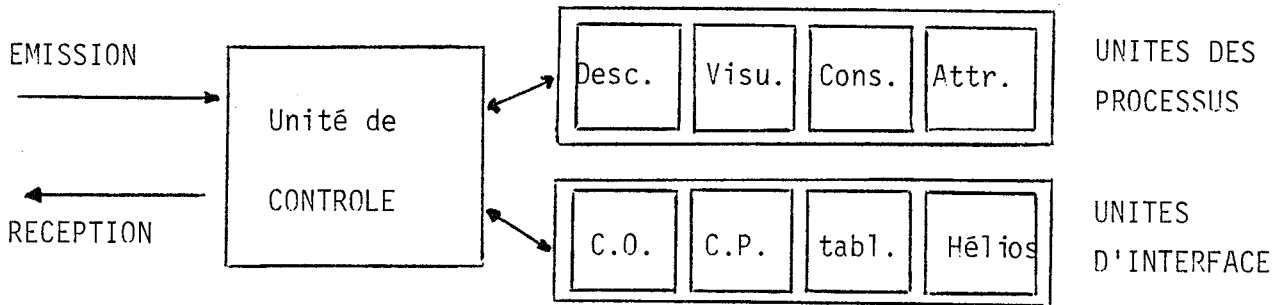 EMISSION
RECEPTION
Unité de
CONTROLE
Desc. Visu. Cons. Attr.
UNITES DES
PROCESSUS
C.O. C.P. tabl. Hélios
UNITES
D'INTERFACE